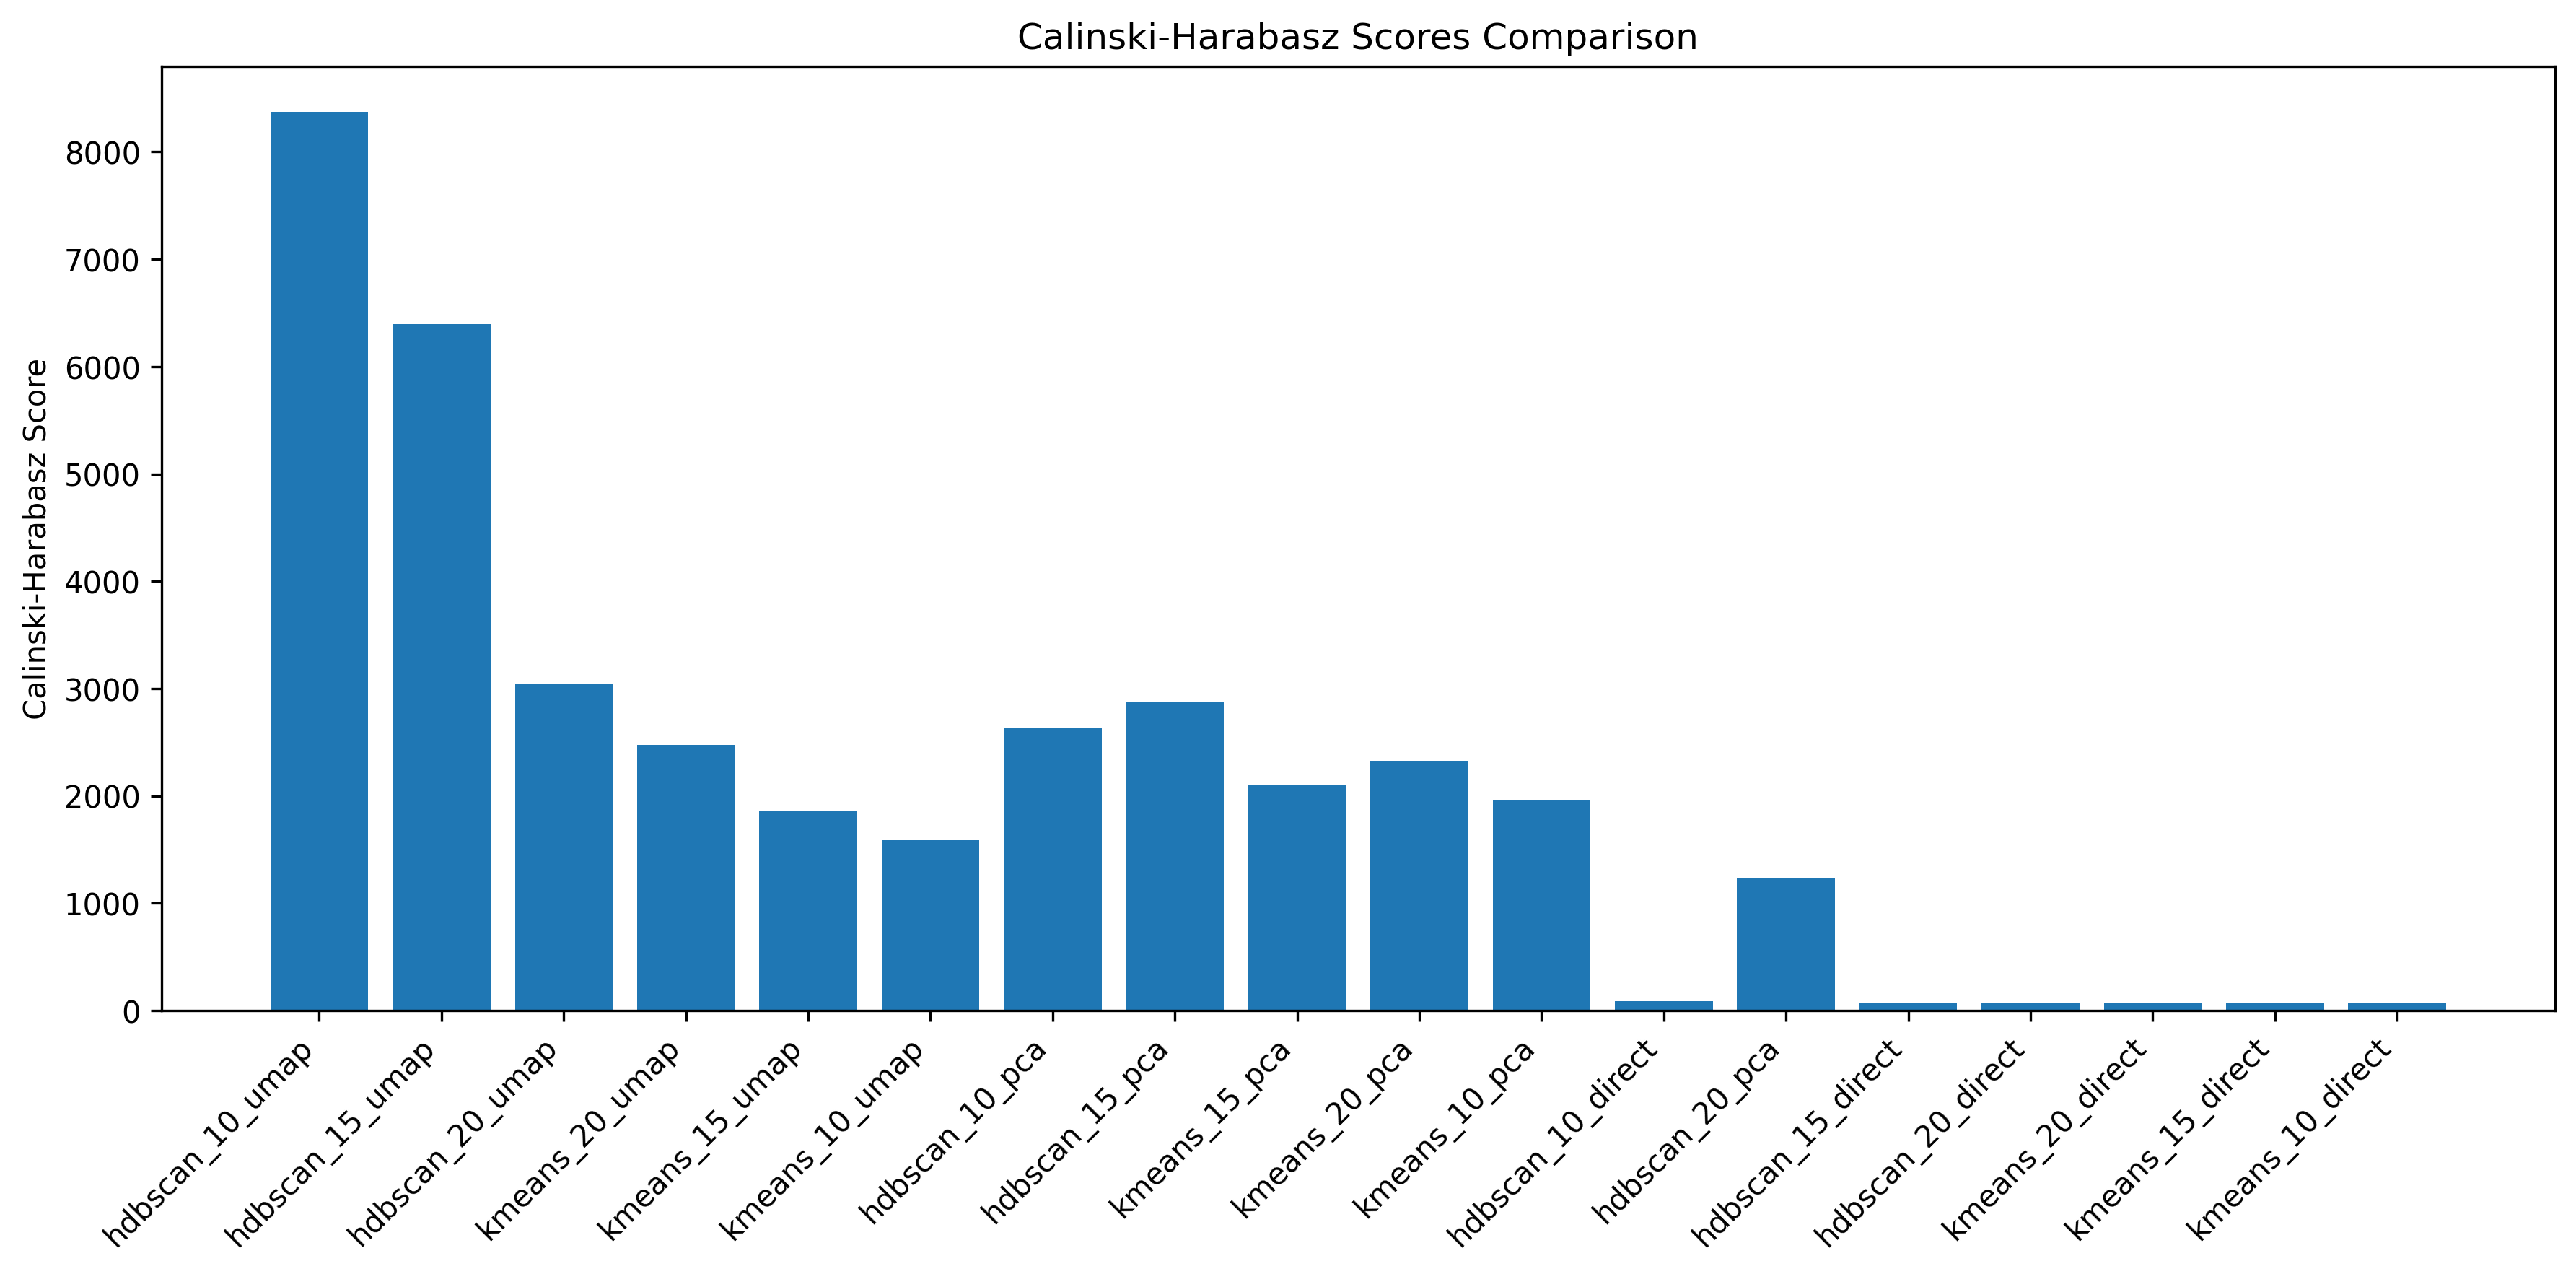 Calinski-Harabasz Scores Comparison
Calinski-Harabasz Score
8000
7000
6000
5000
4000
3000
2000
1000
0
hdbscan_10_umap
hdbscan_15_umap
hdbscan_20_umap
kmeans_20_umap
kmeans_15_umap
kmeans_10_umap
hdbscan_10_pca
hdbscan_15_pca
kmeans_15_pca
kmeans_20_pca
kmeans_10_pca
hdbscan_10_direct
hdbscan_20_pca
hdbscan_15_direct
hdbscan_20_direct
kmeans_20_direct
kmeans_15_direct
kmeans_10_direct